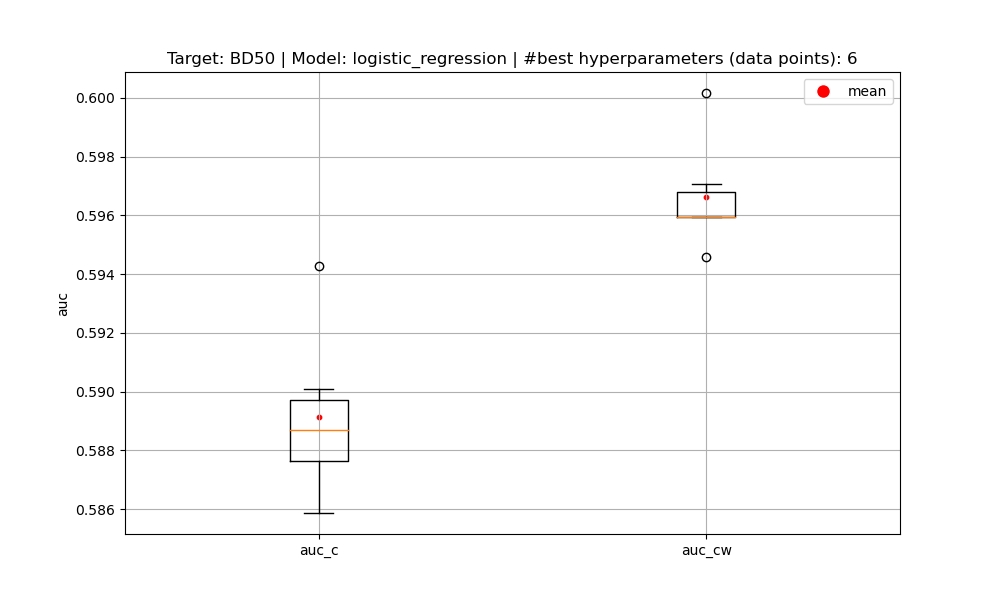 Target: BD50 | Model: logistic_regression | #best hyperparameters (data points): 6
mean
0.600
0.598
0.596
0.594
0.592
0.590
0.588
0.586
auc
auc_c
auc_cw